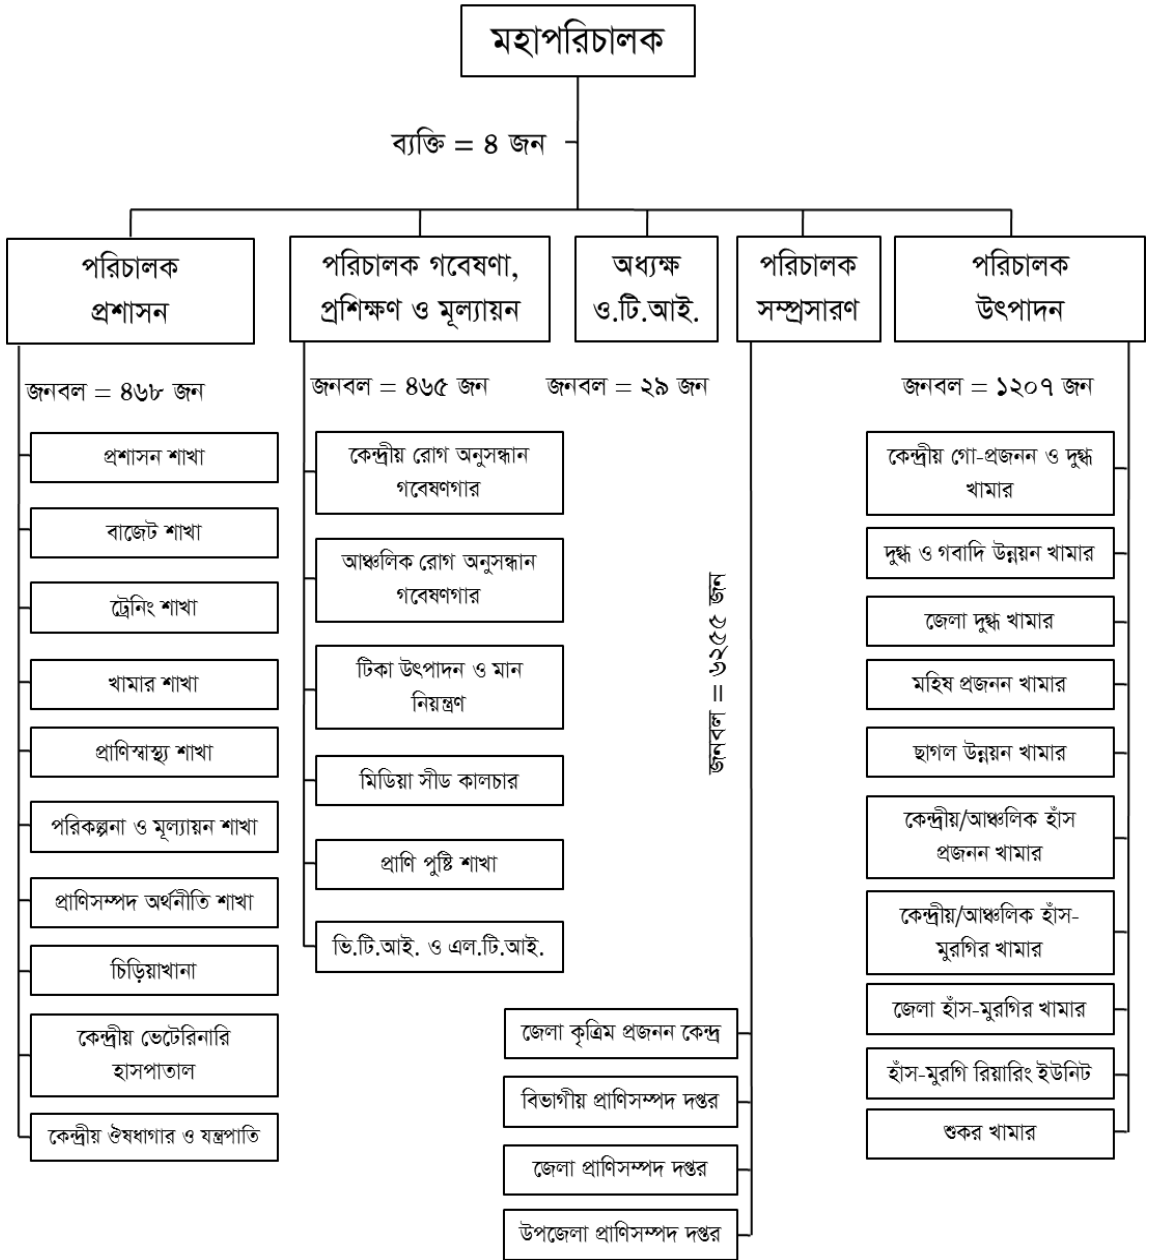 মহাপরিচালক
ব্যক্তি = ৪ জন
পরিচালক
প্রশাসন
জনবল = ৪৬৮ জন
প্রশাসন শাখা
বাজেট শাখা
ট্রেনিং শাখা
খামার শাখা
প্রাণিস্বাস্থ্য শাখা
পরিকল্পনা ও মূল্যায়ন শাখা
প্রাণিসম্পদ অর্থনীতি শাখা
চিড়িয়াখানা
কেন্দ্রীয় ভেটেরিনারি
হাসপাতাল
কেন্দ্রীয় ঔষধাগার ও যন্ত্রপাতি
পরিচালক গবেষণা,
প্রশিক্ষণ ও মূল্যায়ন
জনবল = ৪৬৫ জন
কেন্দ্রীয় রোগ অনুসন্ধান
গবেষণগার
আঞ্চলিক রোগ অনুসন্ধান
গবেষণগার
টিকা উৎপাদন ও মান
নিয়ন্ত্রণ
মিডিয়া সীড কালচার
প্রাণি পুষ্টি শাখা
ভি.টি.আই. ও এল.টি.আই.
অধ্যক্ষ
ও.টি.আই.
জনবল = ২৯ জন
পরিচালক
সম্প্রসারণ
জনবল = ৬২৫৫ জন
জেলা কৃত্রিম প্রজনন কেন্দ্র
বিভাগীয় প্রাণিসম্পদ দপ্তর
জেলা প্রাণিসম্পদ দপ্তর
উপজেলা প্রাণিসম্পদ দপ্তর
পরিচালক
উৎপাদন
জনবল = ১২০৭ জন
কেন্দ্রীয় গো-প্রজনন ও দুগ্ধ
খামার
দুগ্ধ ও গবাদি উন্নয়ন খামার
জেলা দুগ্ধ খামার
মহিষ প্রজনন খামার
ছাগল উন্নয়ন খামার
কেন্দ্রীয়/আঞ্চলিক হাঁস
প্রজনন খামার
কেন্দ্রীয়/আঞ্চলিক হাঁস-
মুরগির খামার
জেলা হাঁস-মুরগির খামার
হাঁস-মুরগি রিয়ারিং ইউনিট
শুকর খামার